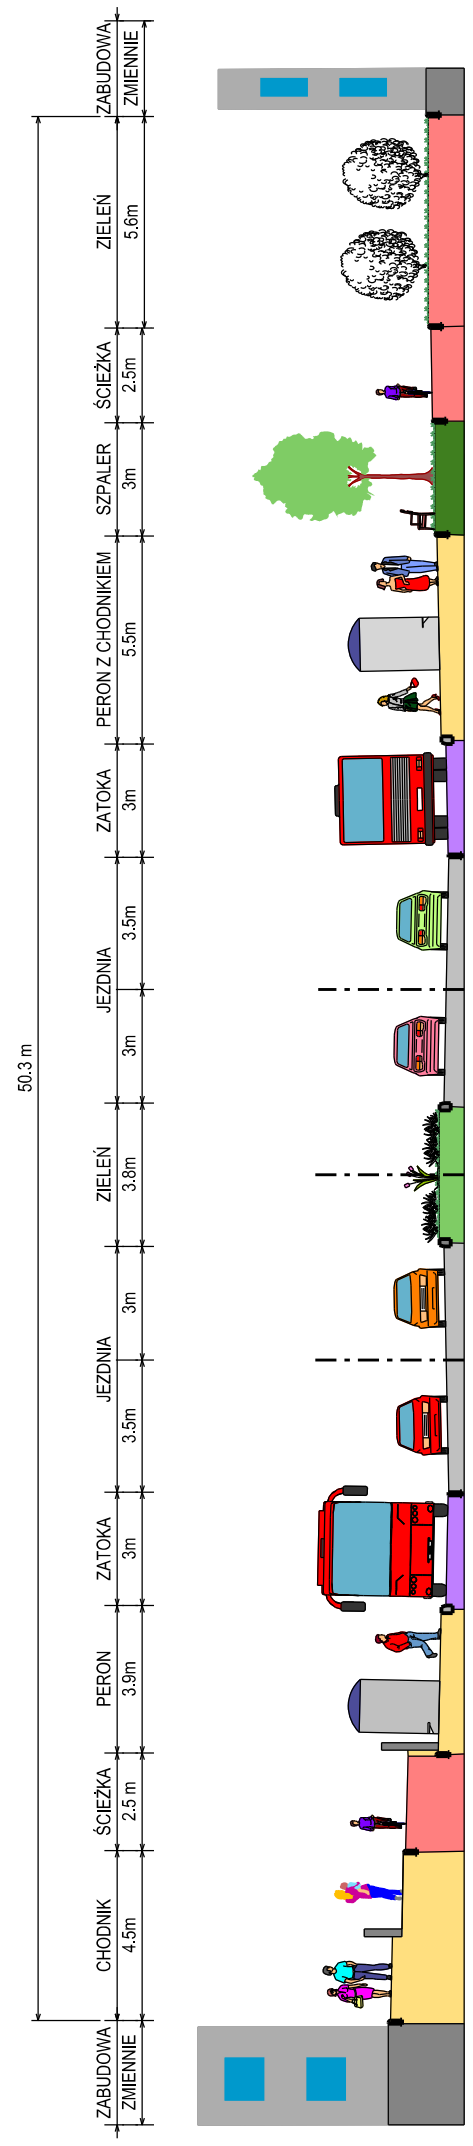 ZABUDOWA
ZMIENNIE
CHODNIK
4.5m
ŚCIEŻKA
2.5 m
PERON
3.9m
ZATOKA
3m
JEZDNIA
3.5m
3m
ZIELEŃ
3.8m
JEZDNIA
3m
3.5m
ZATOKA
3m
PERON Z CHODNIKIEM
5.5m
SZPALER
3m
ŚCIEŻKA
2.5m
ZIELEŃ
5.6m
ZABUDOWA
ZMIENNIE
50.3 m